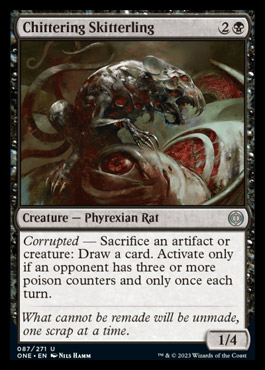 Chittering Skitterling 2
Creature — Phyrexian Rat
Corrupted — Sacrifice an artifact or
creature: Draw a card. Activate only
if an opponent has three or more
poison counters and only once each
turn.
What cannot be remade will be unmade,
one scrap at a time.
1/4
087/271 U
ONE • EN Nils Hamm
™ & © 2023 Wizards of the Coast